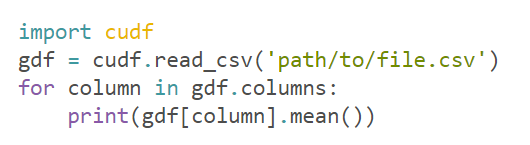 import cudf
gdf = cudf.read_csv('path/to/file.csv')
for column in gdf.columns:
    print(gdf[column].mean())